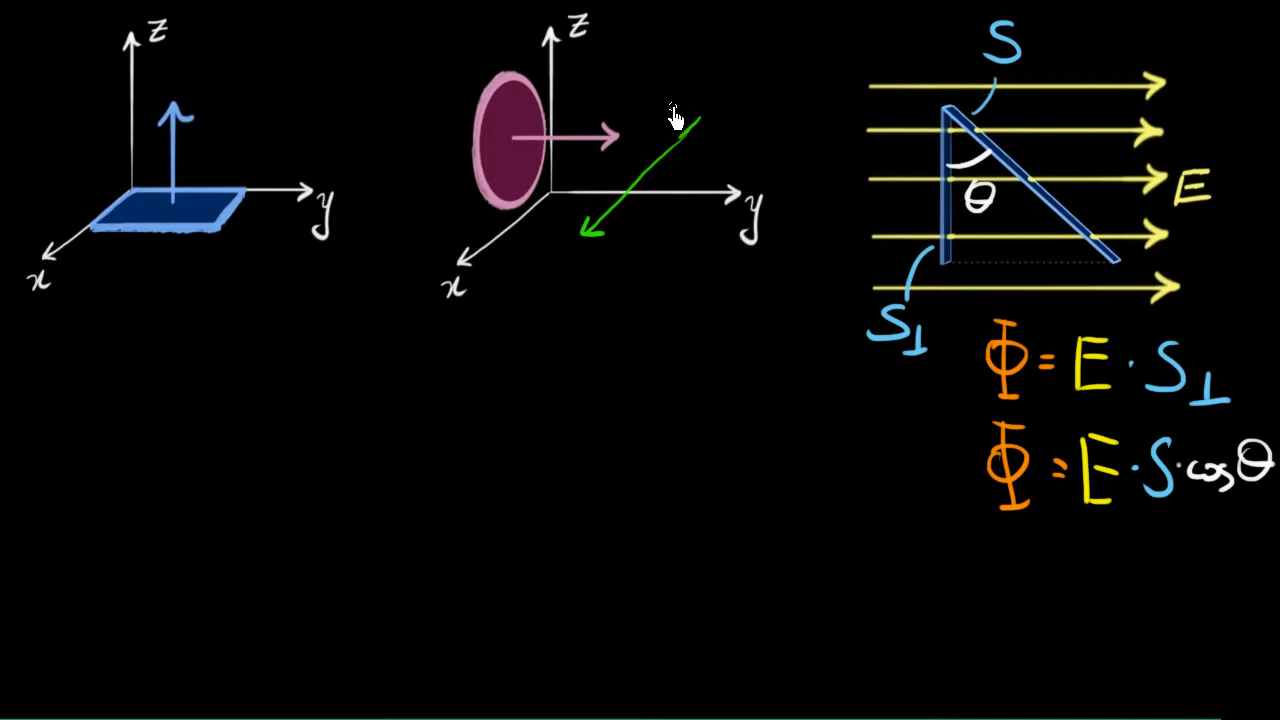 z
y
x
z
y
x
S
θ
E
S⊥
Φ = E · S⊥
Φ = E · S · cosθ